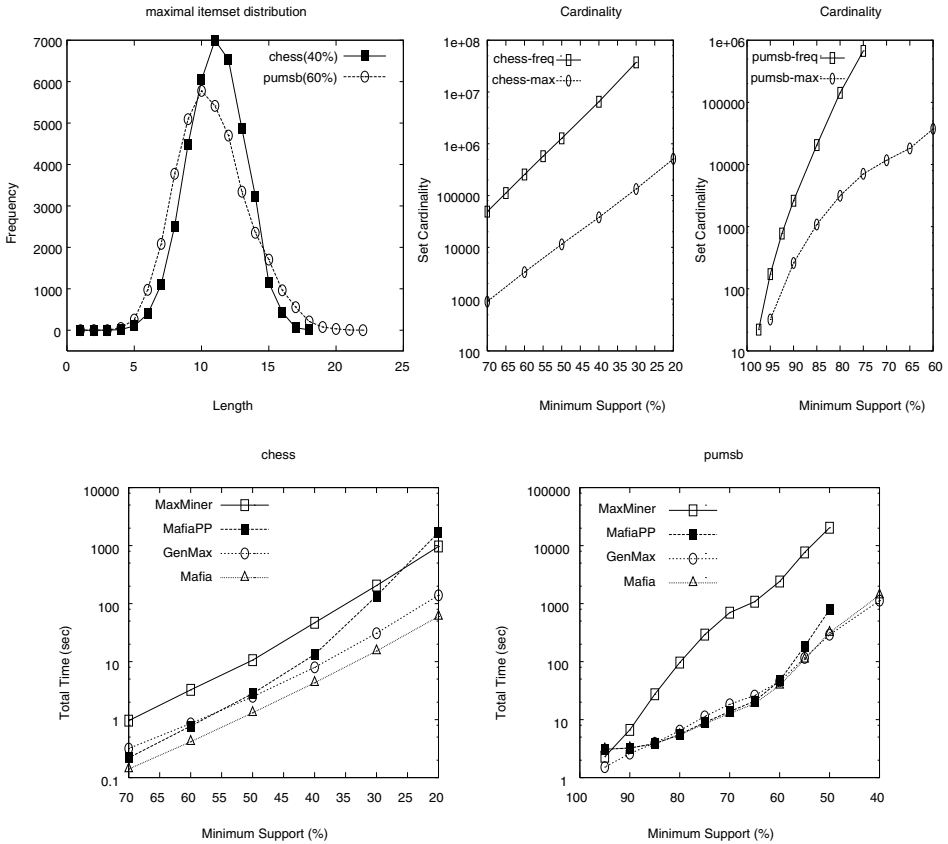 maximal itemset distribution
7000
6000
5000
4000
3000
2000
1000
0
Frequency
chess(40%)
pumsb(60%)
0 5 10 15 20 25
Length
Cardinality
1e+08
1e+07
1e+06
100000
10000
1000
100
Set Cardinality
chess-freq
chess-max
70 65 60 55 50 45 40 35 30 25 20
Minimum Support (%)
Cardinality
1e+06
100000
10000
1000
100
10
Set Cardinality
pumsb-freq
pumsb-max
100 95 90 85 80 75 70 65 60
Minimum Support (%)
chess
10000
1000
100
10
1
0.1
Total Time (sec)
MaxMiner
MafiaPP
GenMax
Mafia
70 65 60 55 50 45 40 35 30 25 20
Minimum Support (%)
pumsb
100000
10000
1000
100
10
1
Total Time (sec)
MaxMiner
MafiaPP
GenMax
Mafia
100 90 80 70 60 50 40
Minimum Support (%)